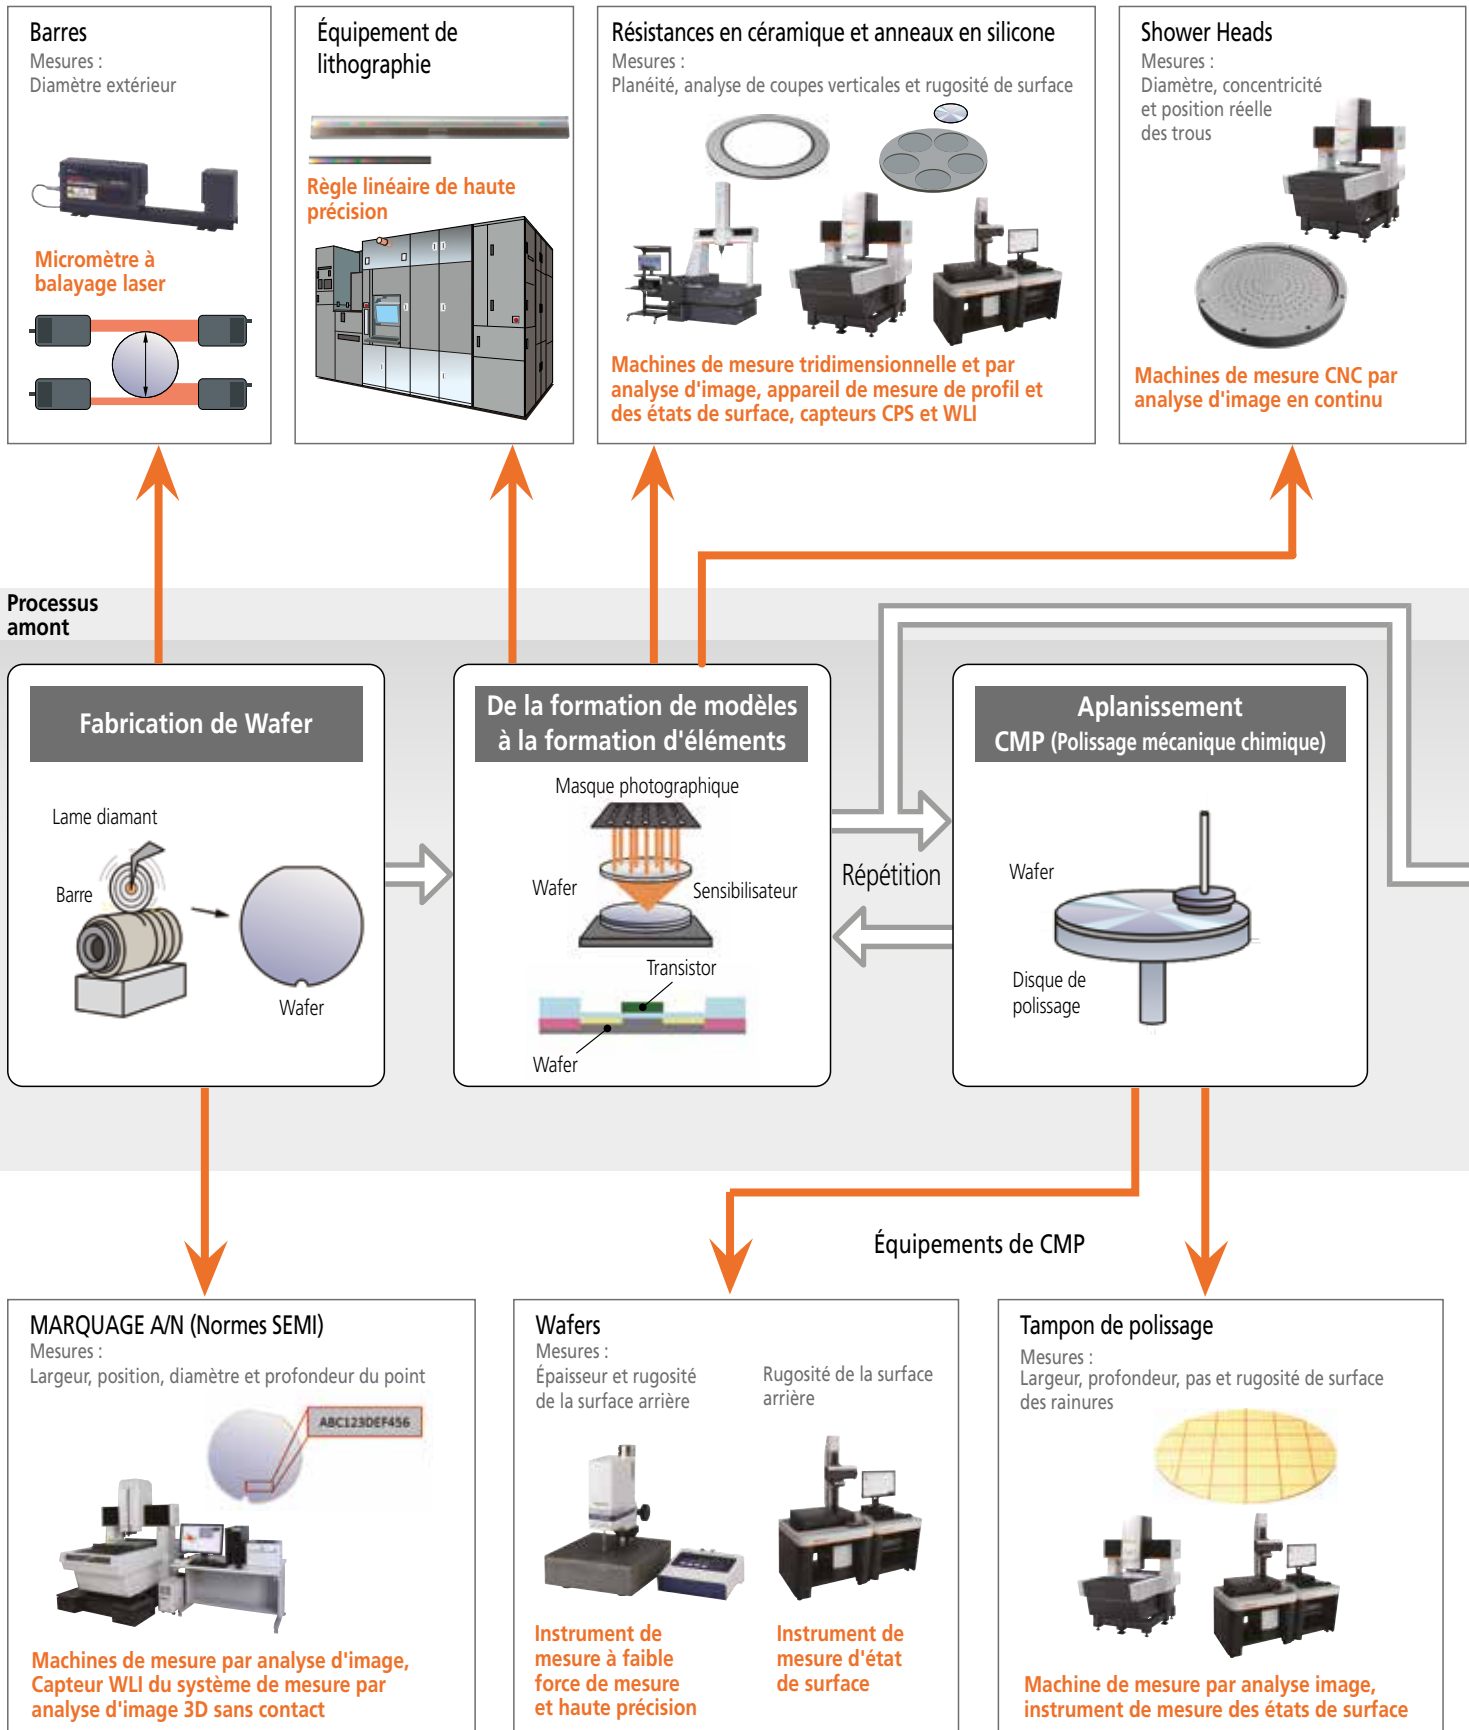 Barres
Mesures :
Diamètre extérieur
Micromètre à
balayage laser
Équipement de
lithographie
Règle linéaire de haute
précision
Résistances en céramique et anneaux en silicone
Mesures :
Planéité, analyse de coupes verticales et rugosité de surface
Machines de mesure tridimensionnelle et par
analyse d'image, appareil de mesure de profil et
des états de surface, capteurs CPS et WLI
Shower Heads
Mesures :
Diamètre, concentricité
et position réelle
des trous
Machines de mesure CNC par
analyse d'image en continu
Processus
amont
Fabrication de Wafer
Lame diamant
Barre
Wafer
De la formation de modèles
à la formation d'éléments
Masque photographique
Wafer
Sensibilisateur
Transistor
Wafer
Répétition
Aplanissement
CMP (Polissage mécanique chimique)
Wafer
Disque de
polissage
Équipements de CMP
MARQUAGE A/N (Normes SEMI)
Mesures :
Largeur, position, diamètre et profondeur du point
ABC123DEF456
Machines de mesure par analyse d'image,
Capteur WLI du système de mesure par
analyse d'image 3D sans contact
Wafers
Mesures :
Épaisseur et rugosité
de la surface arrière
Instrument de
mesure à faible
force de mesure
et haute précision
Rugosité de la surface
arrière
Instrument de
mesure d'état
de surface
Tampon de polissage
Mesures :
Largeur, profondeur, pas et rugosité de surface
des rainures
Machine de mesure par analyse image,
instrument de mesure des états de surface